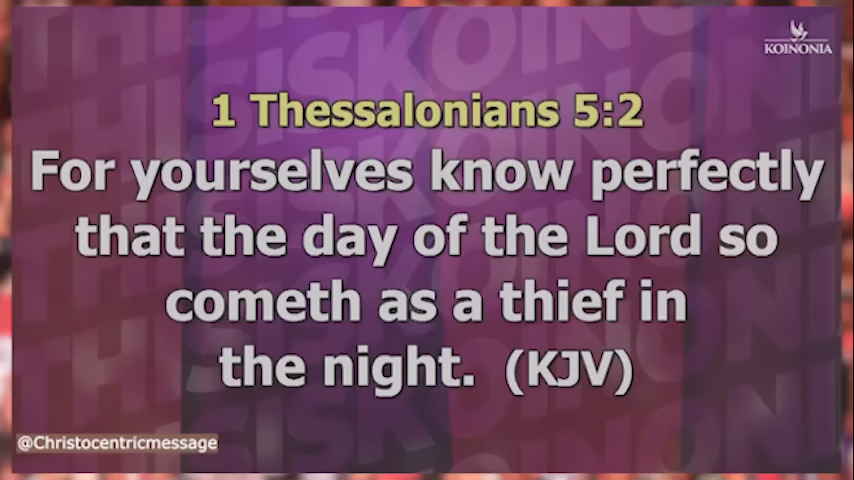 KOINONIA
1 Thessalonians 5:2
For yourselves know perfectly
that the day of the Lord so
cometh as a thief in
the night. (KJV)
@Christocentricmessage